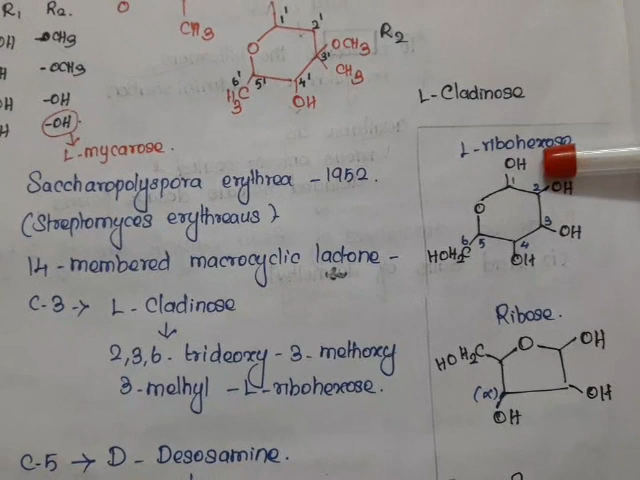 R₁ R₂.
O
CH₃
OH -OCH₃
H -OCH₃
OH -OH
H -OH
L-mycarose.
1'
2'
O
3'
OCH₃
CH₃
6'
H₃C
5'
4'
OH
R₂
L-Cladinose
L-ribohexose
OH
1
2
OH
O
3
OH
6
HOH₂C
5
4
OH
Saccharopolyspora erythrea -1952.
(Streptomyces erythreaus)
14-membered macrocyclic lactone -
C-3 → L-Cladinose
↓
2,3,6-trideoxy-3-methoxy
3-methyl-L-ribohexose.
C-5 → D-Desosamine.
Ribose.
HOH₂C
O
OH
(α)
OH
OH